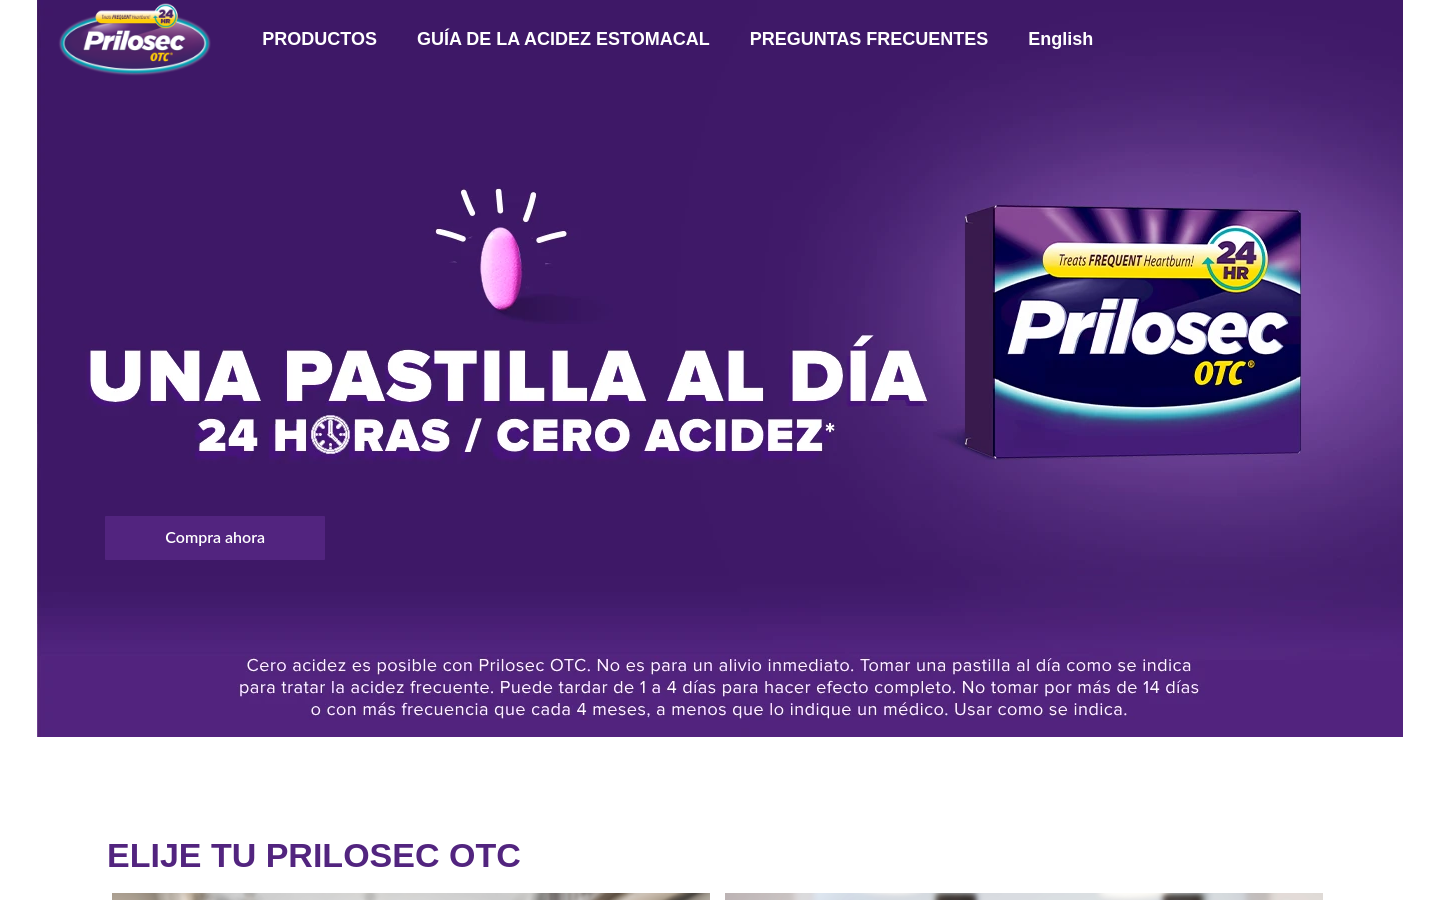 Treats FREQUENT Heartburn! 24 HR
Prilosec
OTC
PRODUCTOS GUÍA DE LA ACIDEZ ESTOMACAL PREGUNTAS FRECUENTES English
UNA PASTILLA AL DÍA
24 HORAS / CERO ACIDEZ*
Treats FREQUENT Heartburn! 24 HR
Prilosec
OTC®
Compra ahora
Cero acidez es posible con Prilosec OTC. No es para un alivio inmediato. Tomar una pastilla al día como se indica
para tratar la acidez frecuente. Puede tardar de 1 a 4 días para hacer efecto completo. No tomar por más de 14 días
o con más frecuencia que cada 4 meses, a menos que lo indique un médico. Usar como se indica.
ELIJE TU PRILOSEC OTC